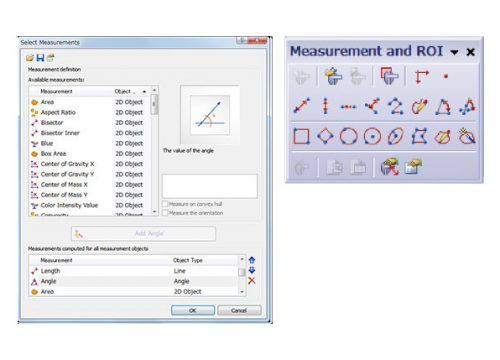 Select Measurements
Measurement definition
Available measurements:
Measurement Object .. 
Area 2D Object
Aspect Ratio 2D Object
Bisector 2D Object
Bisector Inner 2D Object
Blue 2D Object
Box Area 2D Object
Center of Gravity X 2D Object
Center of Gravity Y 2D Object
Center of Mass X 2D Object
Center of Mass Y 2D Object
Color Intensity Value 2D Object
Convexity 2D Object
The value of the angle
Measure on convex hull
Measure the orientation
Add 'Angle'
Measurements computed for all measurement objects
Measurement Object Type
Length Line
Angle Angle
Area 2D Object
OK Cancel
Measurement and ROI